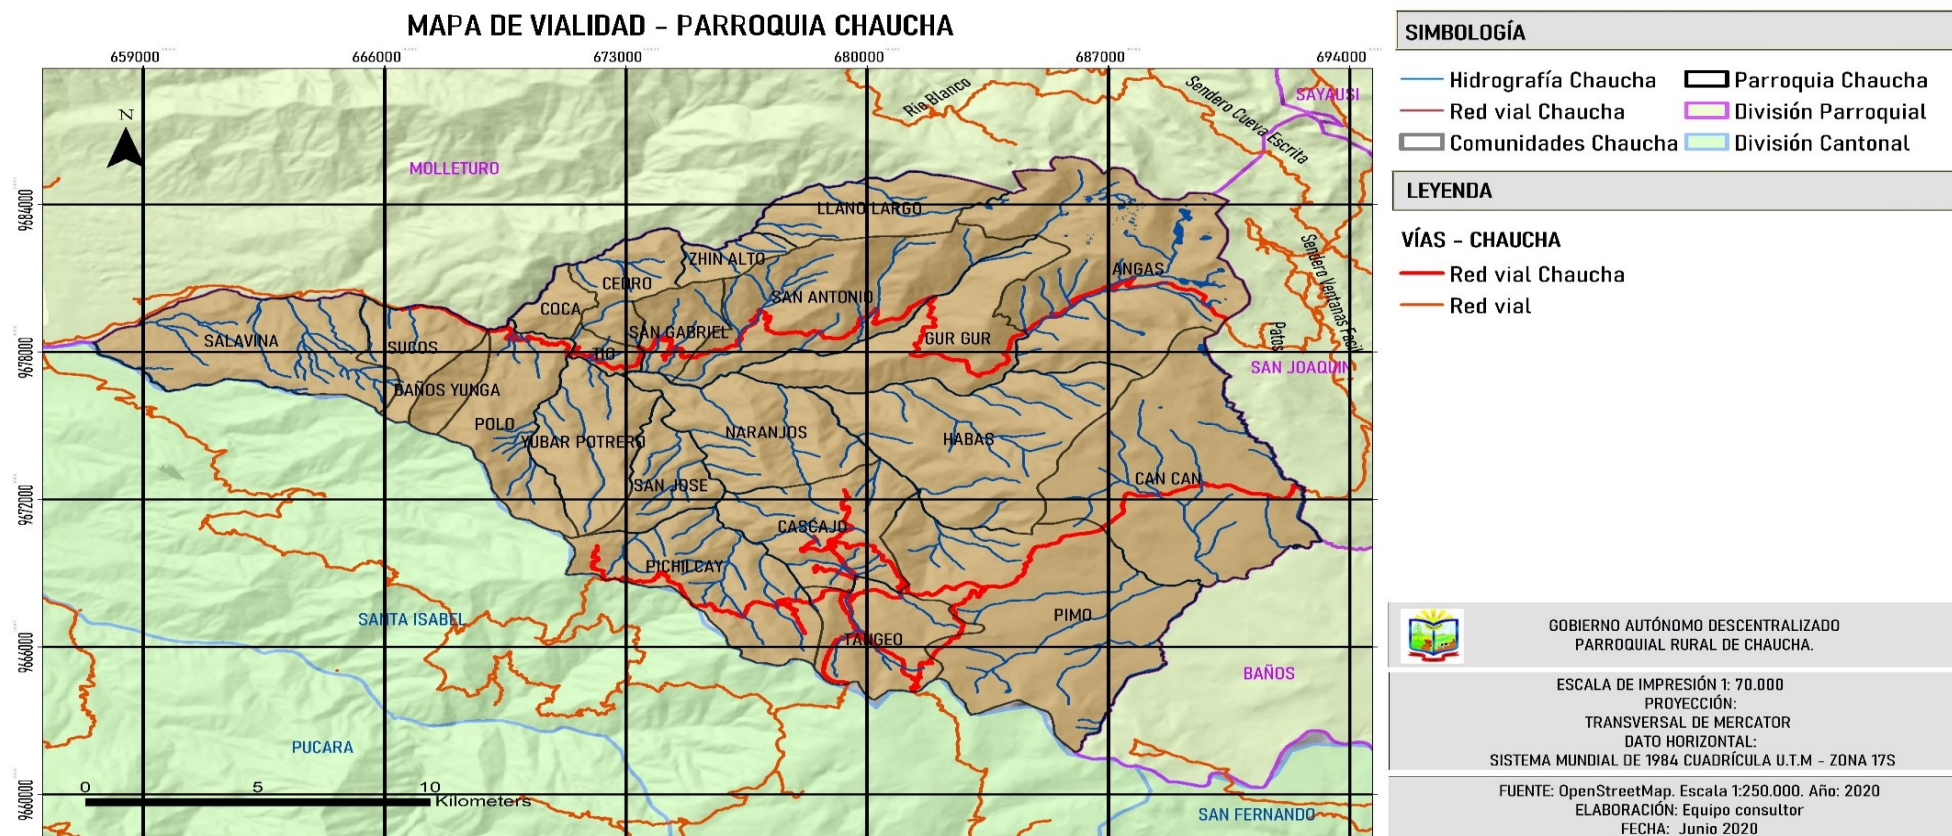 MAPA DE VIALIDAD - PARROQUIA CHAUCHA
659000 666000 673000 680000 687000 694000
9684000
9678000
9672000
9666000
9660000
N
MOLLETURO
Rio Blanco
Sendero Cueva Escrita
SAYAUSI
LLANO LARGO
ZHIN ALTO
CEDRO
COCA
SAN ANTONIO
ANGAS
Sendero Ventanas Facil
Patos
SALAVINA
SUCOS
TIO
SAN GABRIEL
GUR GUR
SAN JOAQUIN
BAÑOS YUNGA
POLO
YUBAR POTRERO
NARANJOS
HABAS
SAN JOSE
CAN CAN
CASCAJO
PICHILCAY
SANTA ISABEL
TANGEO
PIMO
BAÑOS
PUCARA
SAN FERNANDO
0 5 10
Kilometers
SIMBOLOGÍA
Hidrografía Chaucha
Parroquia Chaucha
Red vial Chaucha
División Parroquial
Comunidades Chaucha
División Cantonal
LEYENDA
VÍAS - CHAUCHA
Red vial Chaucha
Red vial
GOBIERNO AUTÓNOMO DESCENTRALIZADO
PARROQUIAL RURAL DE CHAUCHA.
ESCALA DE IMPRESIÓN 1: 70.000
PROYECCIÓN:
TRANSVERSAL DE MERCATOR
DATO HORIZONTAL:
SISTEMA MUNDIAL DE 1984 CUADRÍCULA U.T.M - ZONA 17S
FUENTE: OpenStreetMap. Escala 1:250.000. Año: 2020
ELABORACIÓN: Equipo consultor
FECHA: Junio 2020